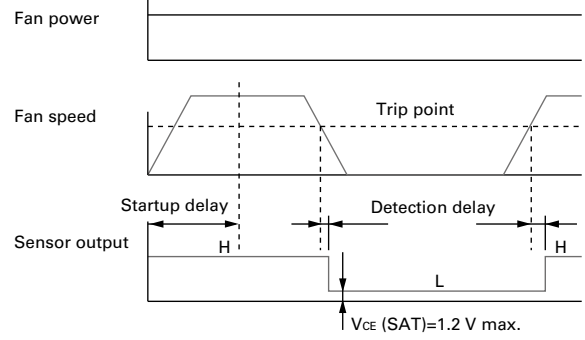 Fan power
Fan speed
Trip point
Startup delay
Detection delay
Sensor output
H
H
L
VCE (SAT)=1.2 V max.